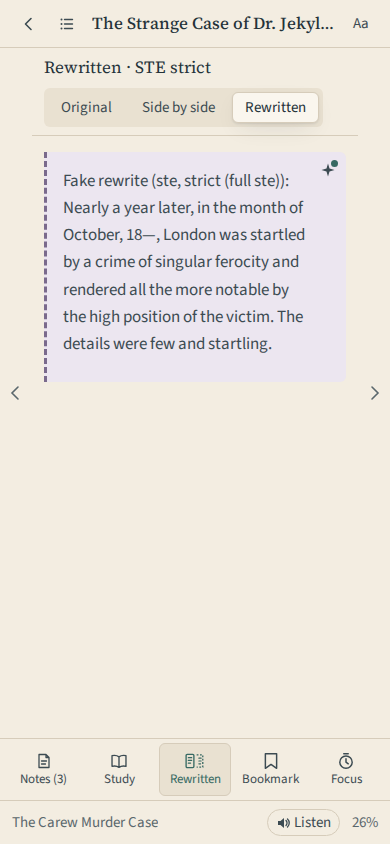 The Strange Case of Dr. Jekyl... Aa
Rewritten · STE strict
Original Side by side Rewritten
Fake rewrite (ste, strict (full ste)):
Nearly a year later, in the month of
October, 18—, London was startled
by a crime of singular ferocity and
rendered all the more notable by
the high position of the victim. The
details were few and startling.
Notes (3) Study Rewritten Bookmark Focus
The Carew Murder Case Listen 26%